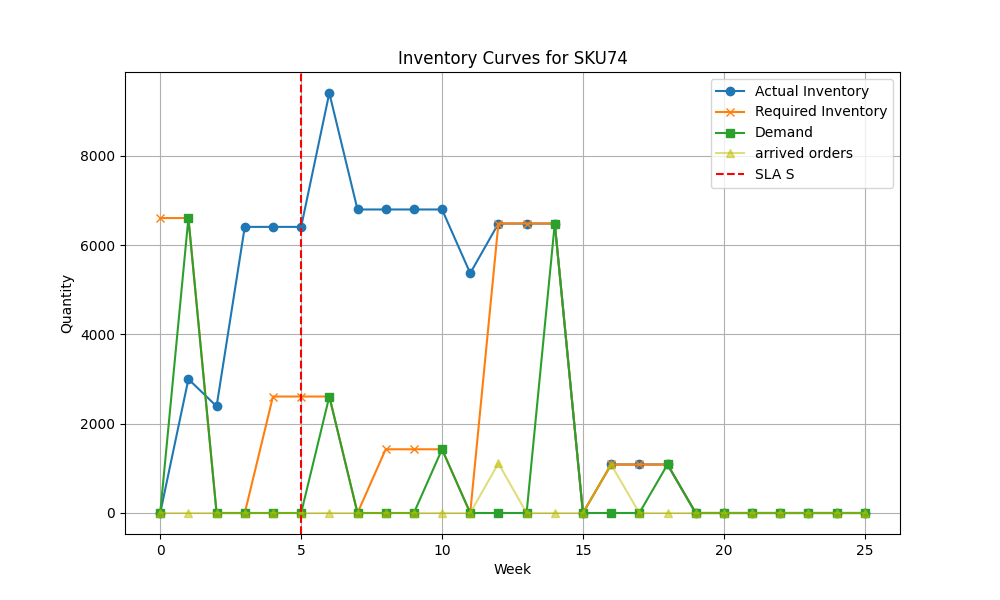 Inventory Curves for SKU74
Actual Inventory
Required Inventory
Demand
arrived orders
SLA S
Quantity
8000
6000
4000
2000
0
0 5 10 15 20 25
Week